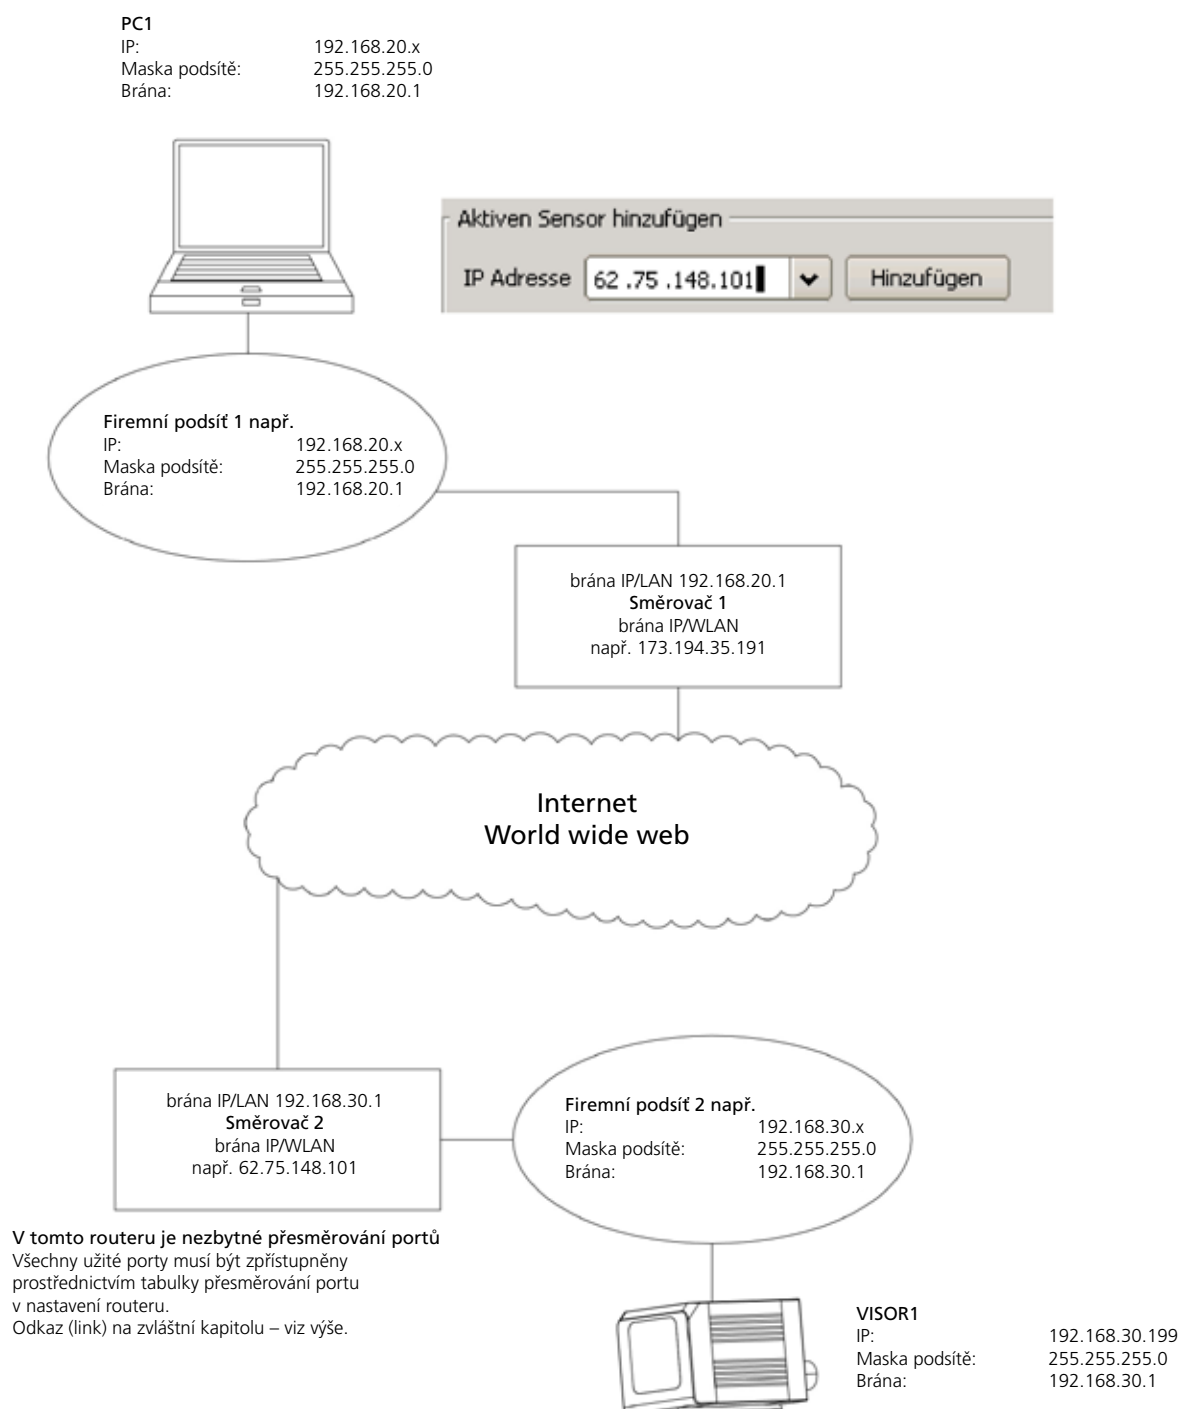 PC1
IP: 192.168.20.x
Maska podsítě: 255.255.255.0
Brána: 192.168.20.1
Aktiven Sensor hinzufügen
IP Adresse 62 .75 .148.101 Hinzufügen
Firemní podsíť 1 např.
IP: 192.168.20.x
Maska podsítě: 255.255.255.0
Brána: 192.168.20.1
brána IP/LAN 192.168.20.1
Směrovač 1
brána IP/WLAN
např. 173.194.35.191
Internet
World wide web
brána IP/LAN 192.168.30.1
Směrovač 2
brána IP/WLAN
např. 62.75.148.101
Firemní podsíť 2 např.
IP: 192.168.30.x
Maska podsítě: 255.255.255.0
Brána: 192.168.30.1
V tomto routeru je nezbytné přesměrování portů
Všechny užité porty musí být zpřístupněny
prostřednictvím tabulky přesměrování portu
v nastavení routeru.
Odkaz (link) na zvláštní kapitolu – viz výše.
VISOR1
IP: 192.168.30.199
Maska podsítě: 255.255.255.0
Brána: 192.168.30.1